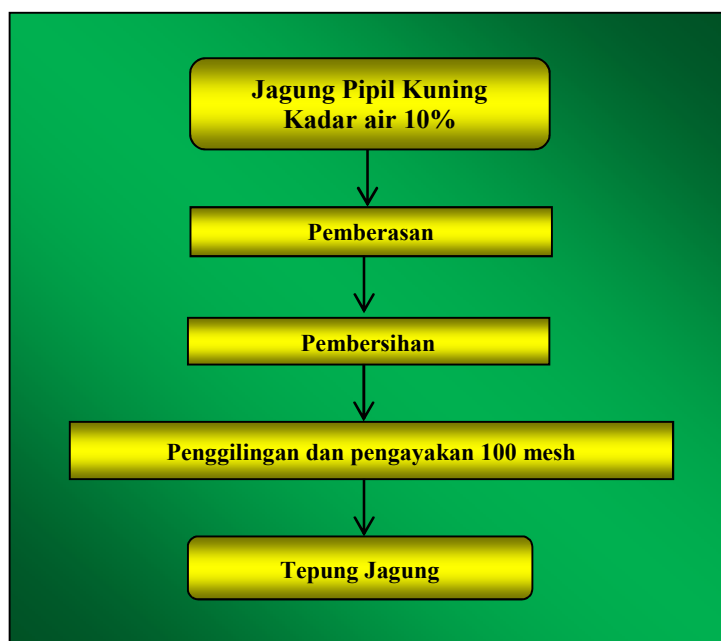 Jagung Pipil Kuning
Kadar air 10%
Pemberasan
Pembersihan
Penggilingan dan pengayakan 100 mesh
Tepung Jagung